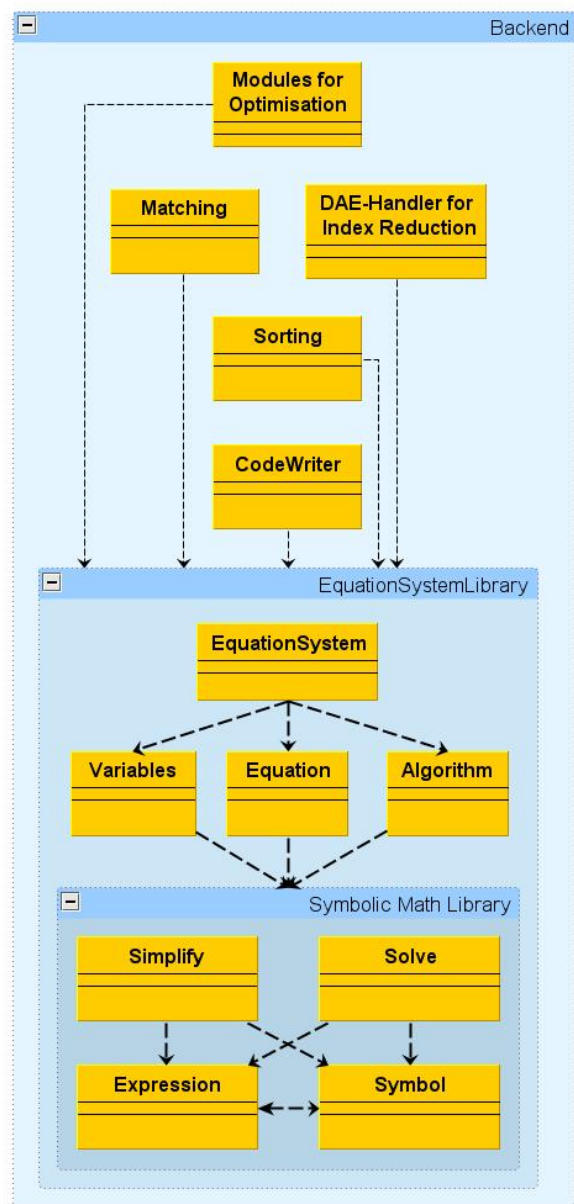 Backend
Modules for
Optimisation
Matching
DAE-Handler for
Index Reduction
Sorting
CodeWriter
EquationSystemLibrary
EquationSystem
Variables
Equation
Algorithm
Symbolic Math Library
Simplify
Solve
Expression
Symbol